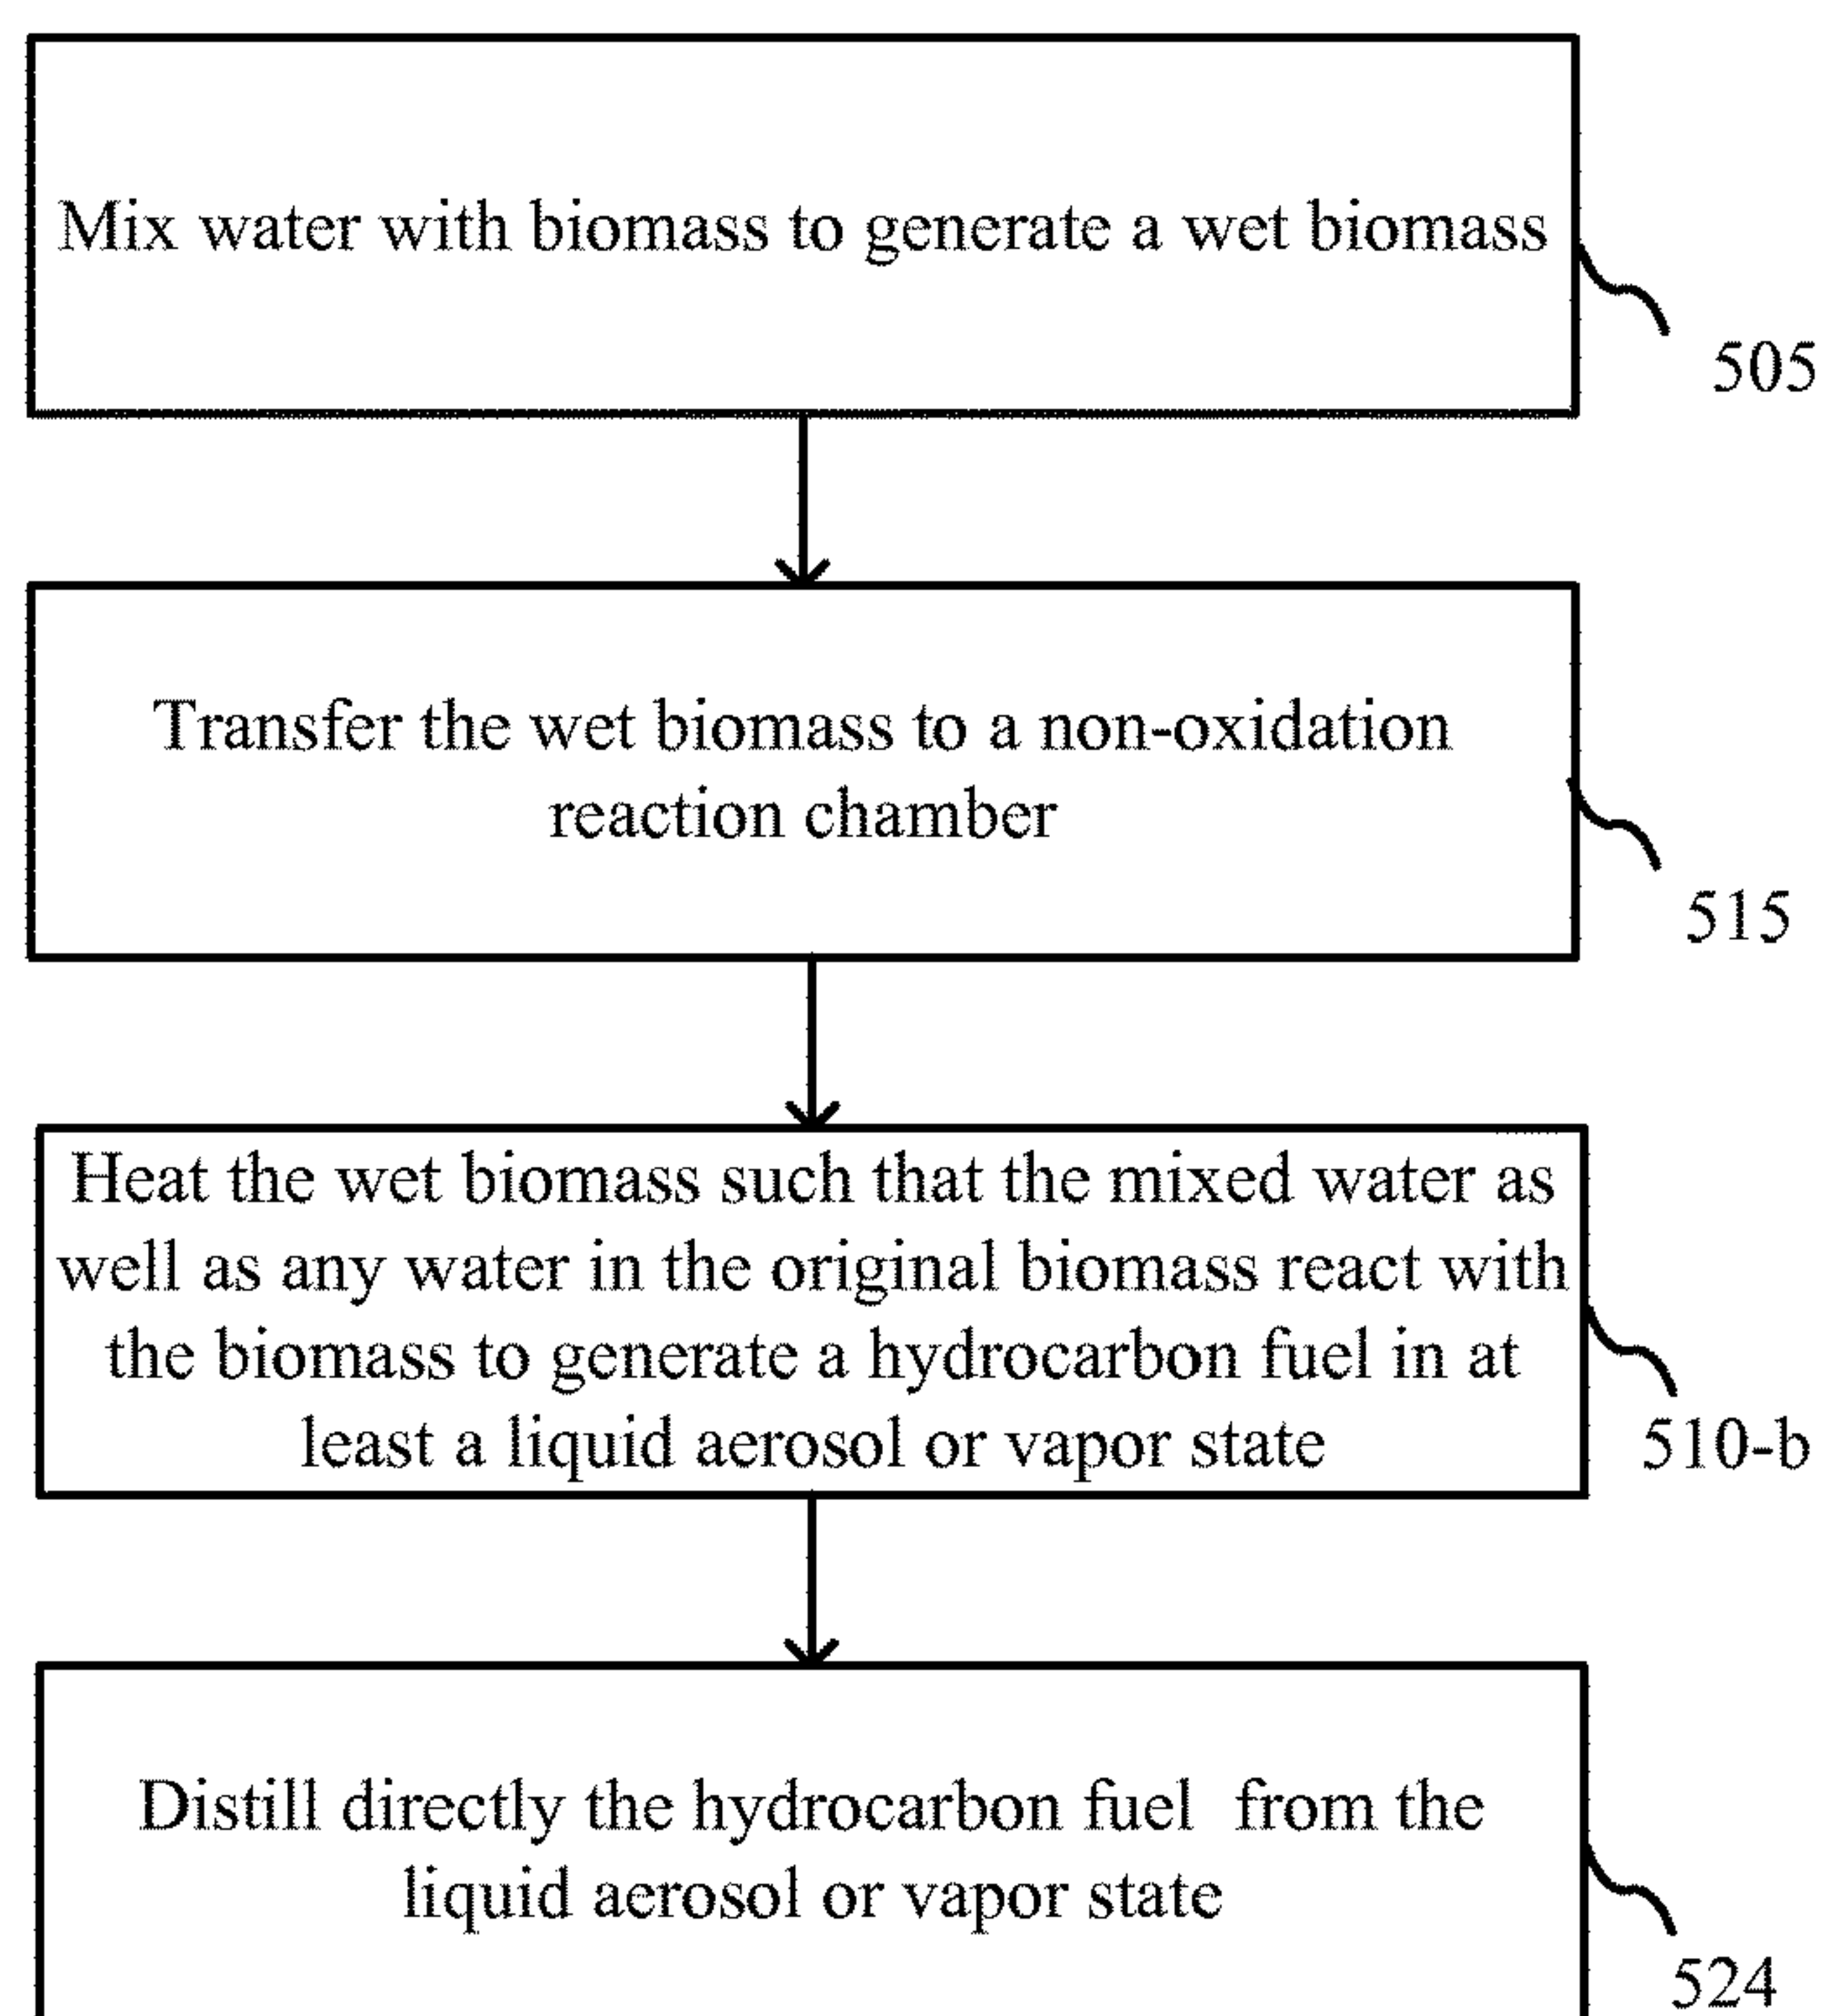 Mix water with biomass to generate a wet biomass
505
Transfer the wet biomass to a non-oxidation
reaction chamber
515
Heat the wet biomass such that the mixed water as
well as any water in the original biomass react with
the biomass to generate a hydrocarbon fuel in at
least a liquid aerosol or vapor state
510-b
Distill directly the hydrocarbon fuel from the
liquid aerosol or vapor state
524